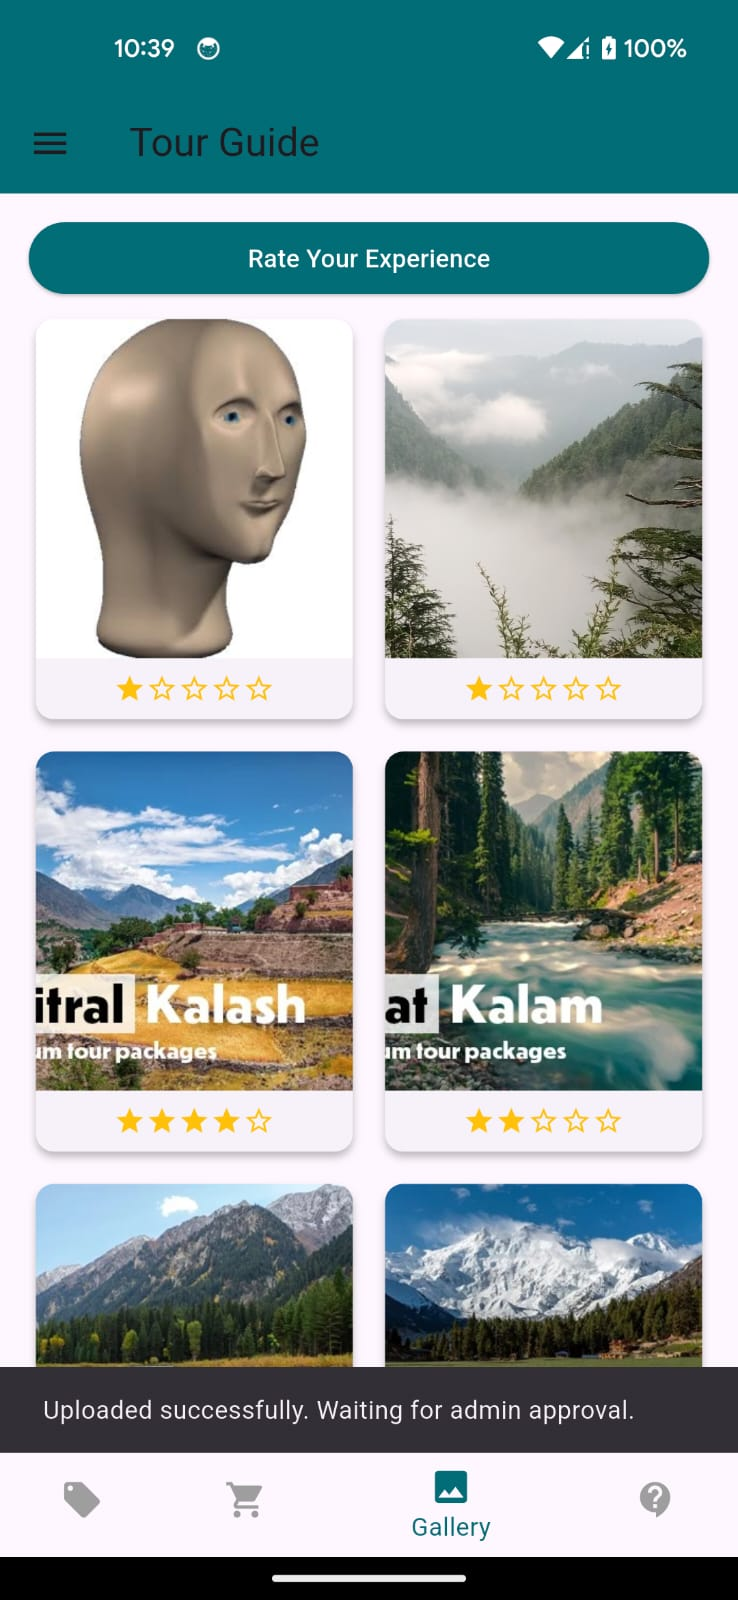 10:39
100%
Tour Guide
Rate Your Experience
itral Kalash
um tour packages
at Kalam
um tour packages
Uploaded successfully. Waiting for admin approval.
Gallery